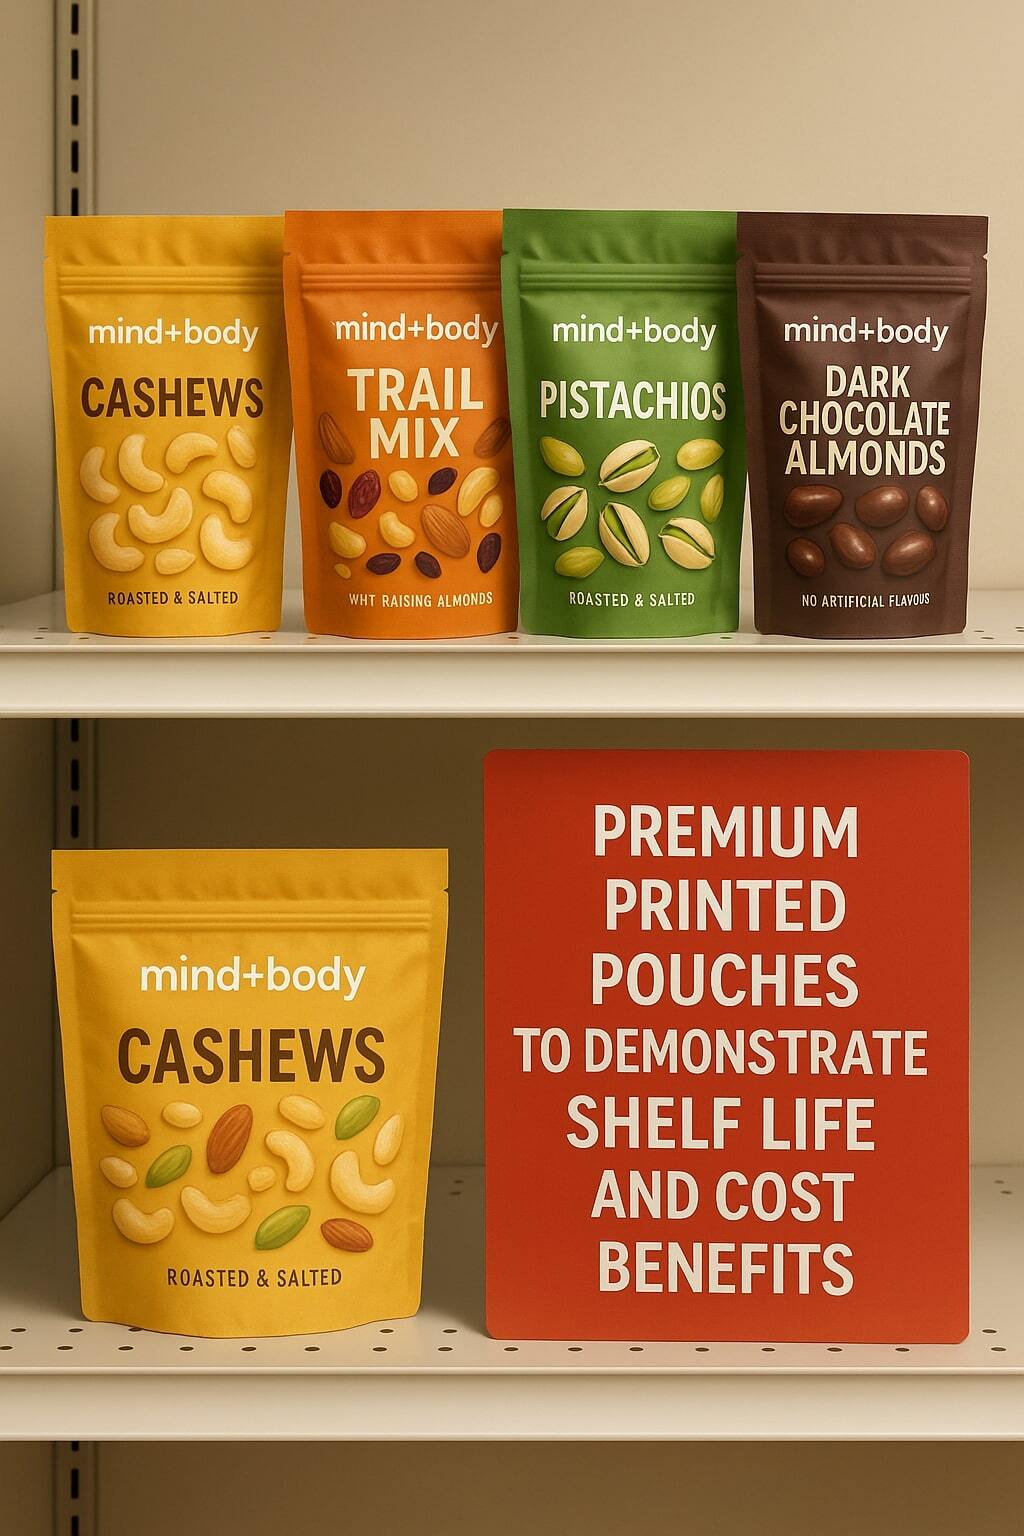 mind+body
CASHEWS
ROASTED & SALTED
mind+body
TRAIL
MIX
WHT RAISING ALMONDS
mind+body
PISTACHIOS
ROASTED & SALTED
mind+body
DARK
CHOCOLATE
ALMONDS
NO ARTIFICIAL FLAVOUS
mind+body
CASHEWS
ROASTED & SALTED
PREMIUM
PRINTED
POUCHES
TO DEMONSTRATE
SHELF LIFE
AND COST
BENEFITS